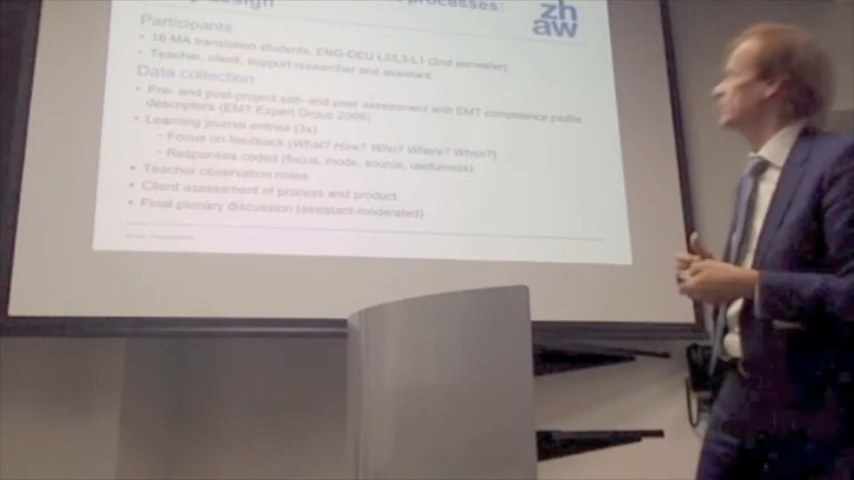 design processes:
zh
aw
Participants
• 18 MA translation students, ENG-DEU L2/L3-L1 (2nd semester)
• Teacher, client, support researcher and assistant
Data collection
• Pre- and post-project self- and peer assessment with EMT competence profile
descriptors (EMT Expert Group 2009)
• Learning journal entries (3x)
– Focus on feedback (What? How? Who? Where? When?)
– Responses coded (focus, mode, source, usefulness)
• Teacher observation notes
• Client assessment of process and product
• Final plenary discussion (assistant-moderated)